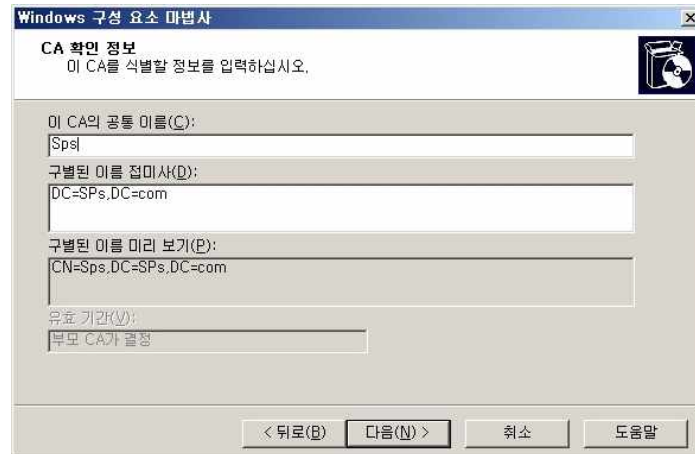 Windows 구성 요소 마법사
CA 확인 정보
이 CA를 식별할 정보를 입력하십시오.
이 CA의 공통 이름(C):
Sps
구별된 이름 접미사(D):
DC=SPs,DC=com
구별된 이름 미리 보기(P):
CN=Sps,DC=SPs,DC=com
유효 기간(V):
부모 CA가 결정
< 뒤로(B) 다음(N) > 취소 도움말